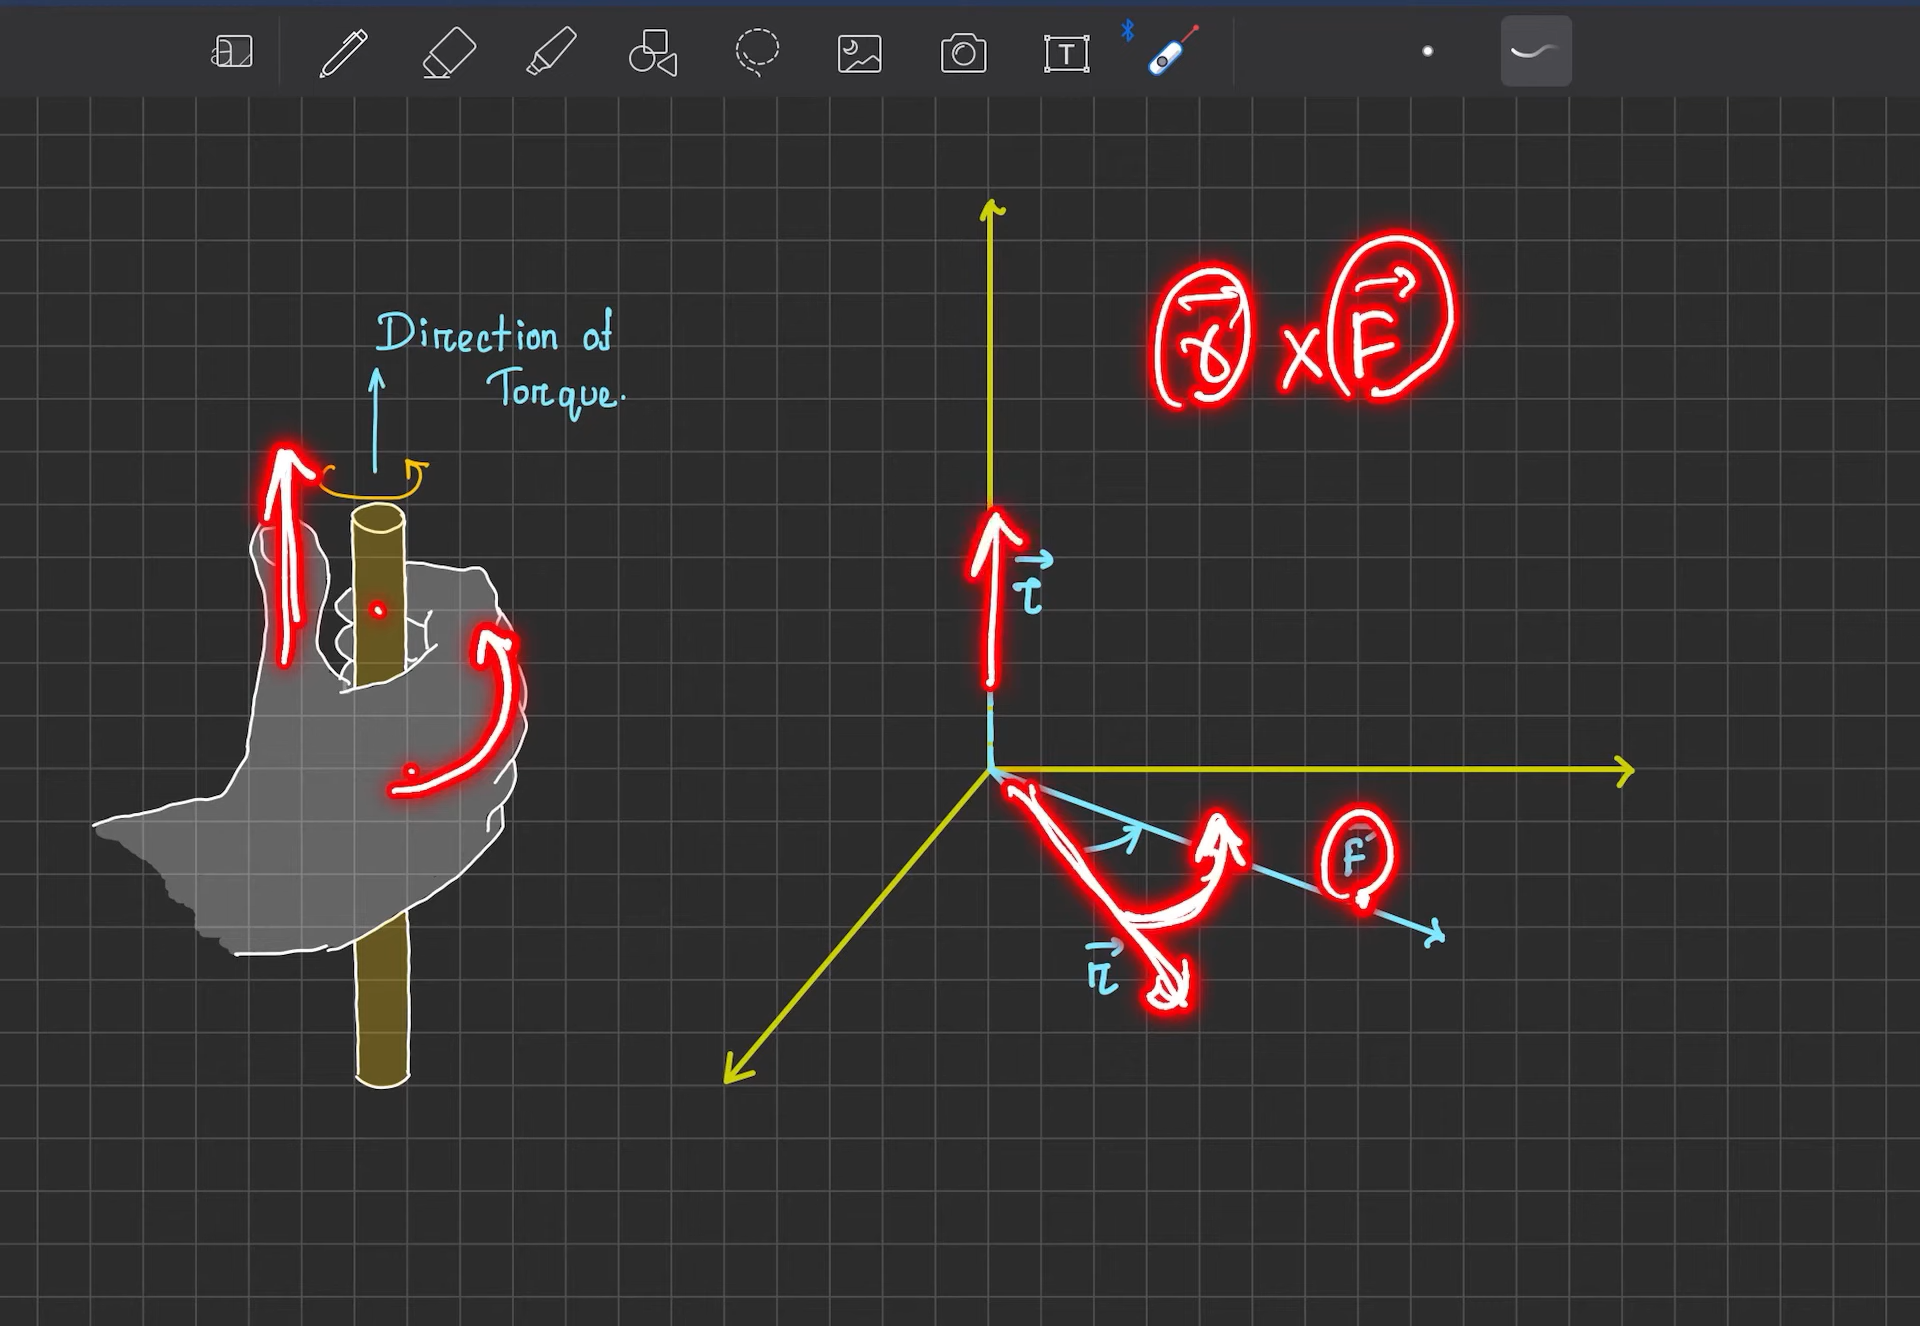 Direction of
Torque.
r⃗ × F⃗
τ⃗
F⃗
r⃗
T